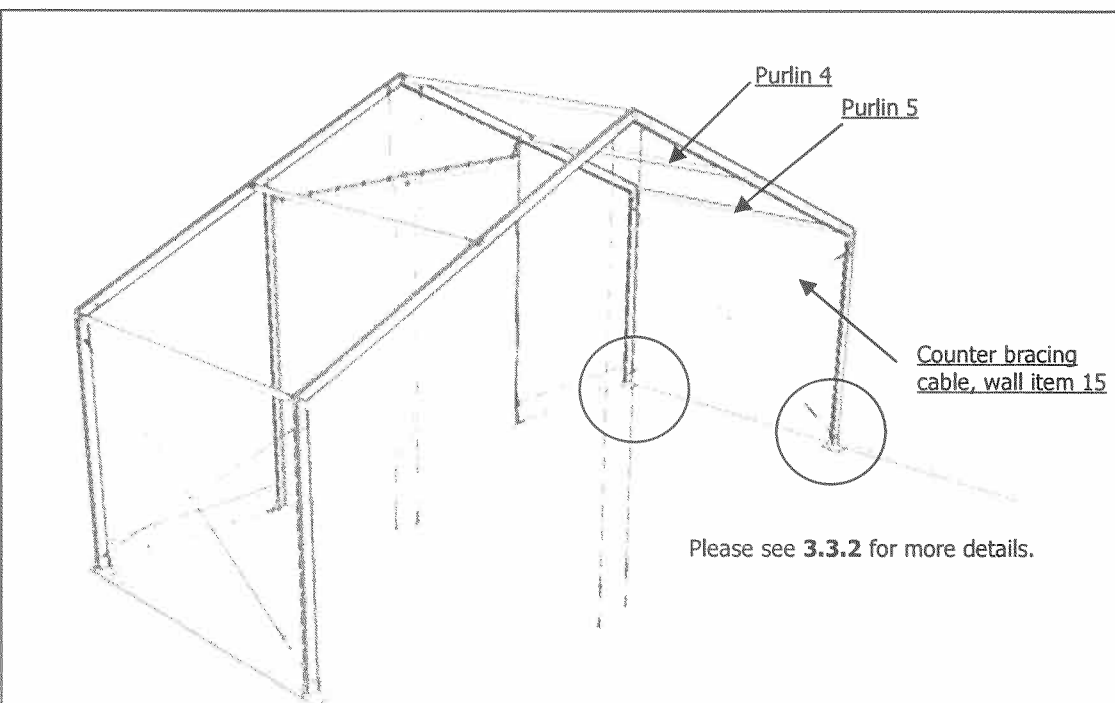 Purlin 4
Purlin 5
Counter bracing
cable, wall item 15
Please see 3.3.2 for more details.